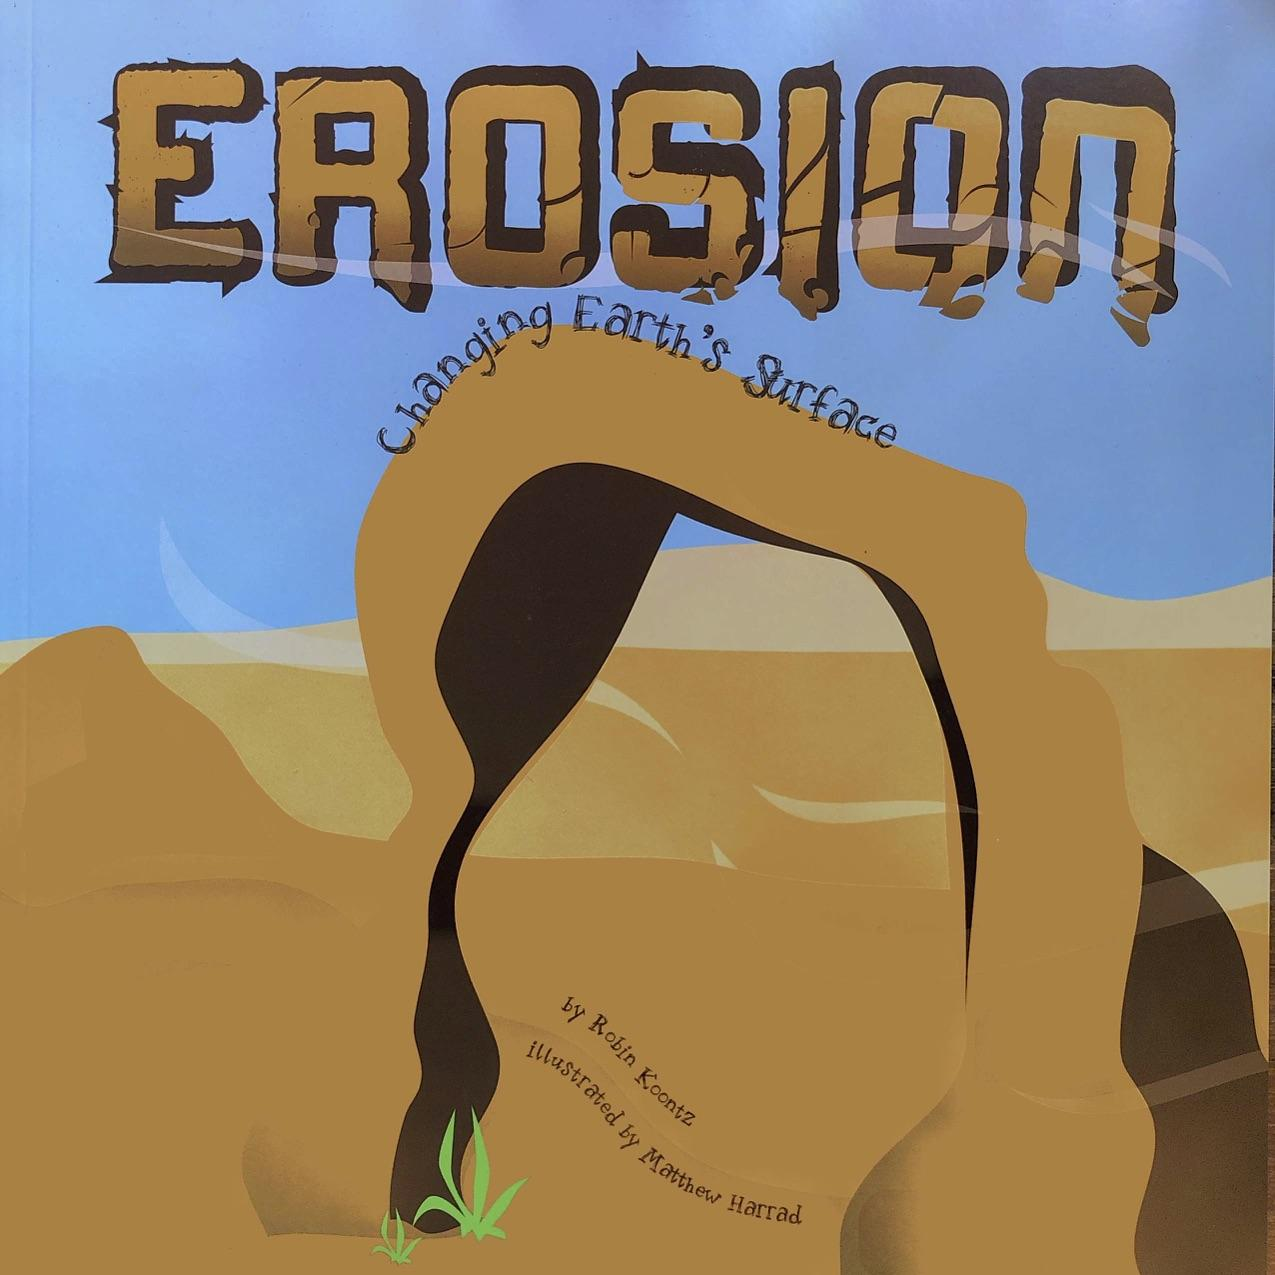 EROSION
Changing Earth's Surface
by Robin Koontz
illustrated by Matthew Harrad